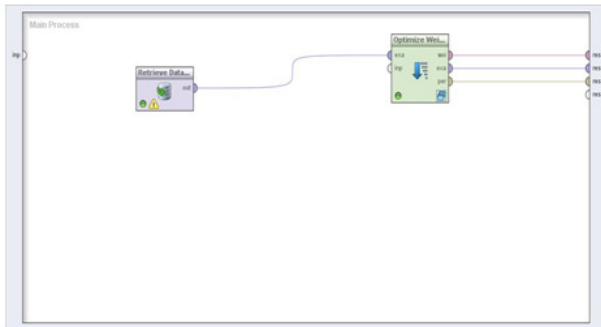 Main Process
inp
Retrieve Data...
out
Optimize Wei...
exa
wei
inp
exa
per
res
res
res
res